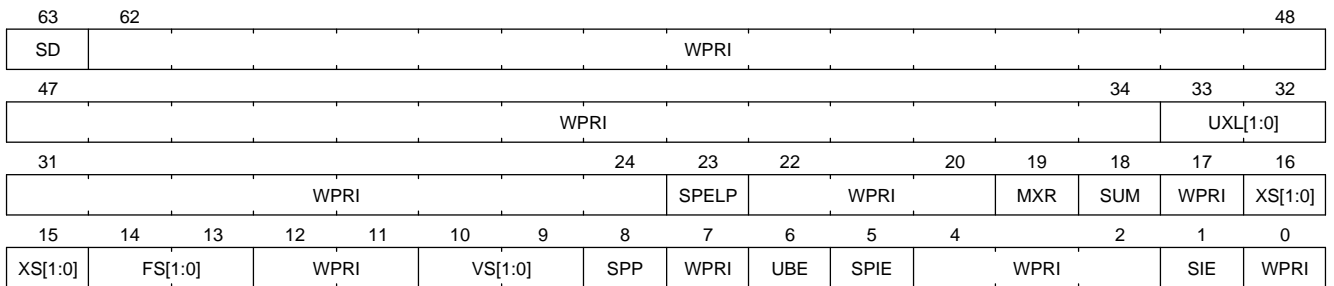 63 62 48
SD WPRI
47 34 33 32
WPRI UXL[1:0]
31 24 23 22 20 19 18 17 16
WPRI SPELP WPRI MXR SUM WPRI XS[1:0]
15 14 13 12 11 10 9 8 7 6 5 4 2 1 0
XS[1:0] FS[1:0] WPRI VS[1:0] SPP WPRI UBE SPIE WPRI SIE WPRI